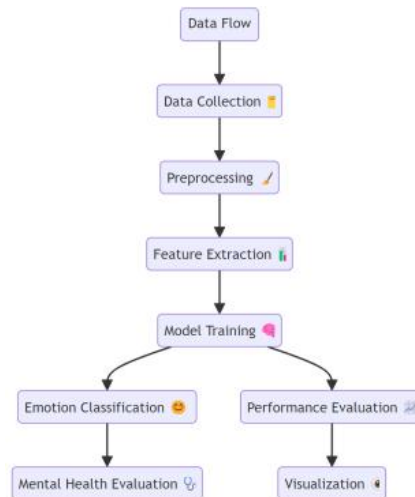 Data Flow
Data Collection
Preprocessing
Feature Extraction
Model Training
Emotion Classification
Performance Evaluation
Mental Health Evaluation
Visualization